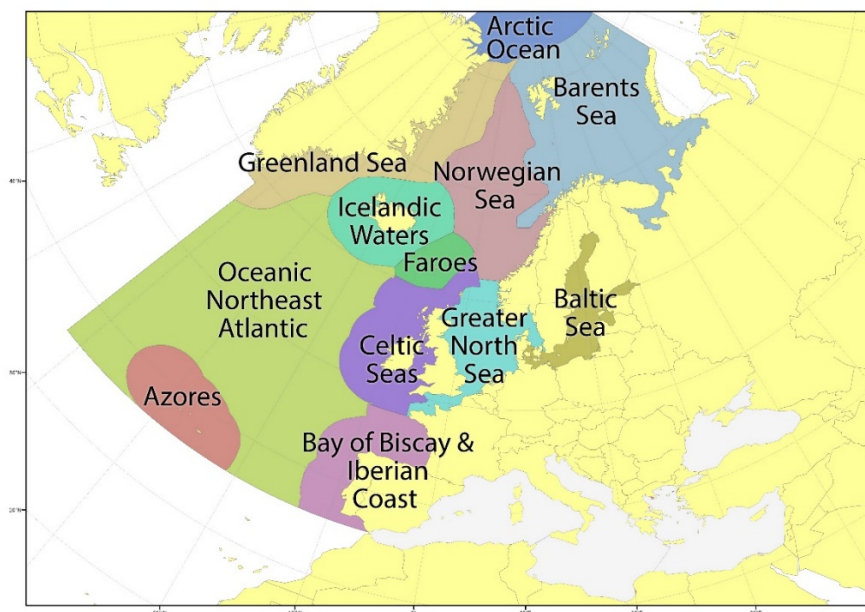 Arctic
Ocean
Barents
Sea
Greenland Sea
Norwegian
Sea
Icelandic
Waters
Faroes
Oceanic
Northeast
Atlantic
Baltic
Sea
Greater
North
Sea
Celtic
Seas
Azores
Bay of Biscay &
Iberian
Coast